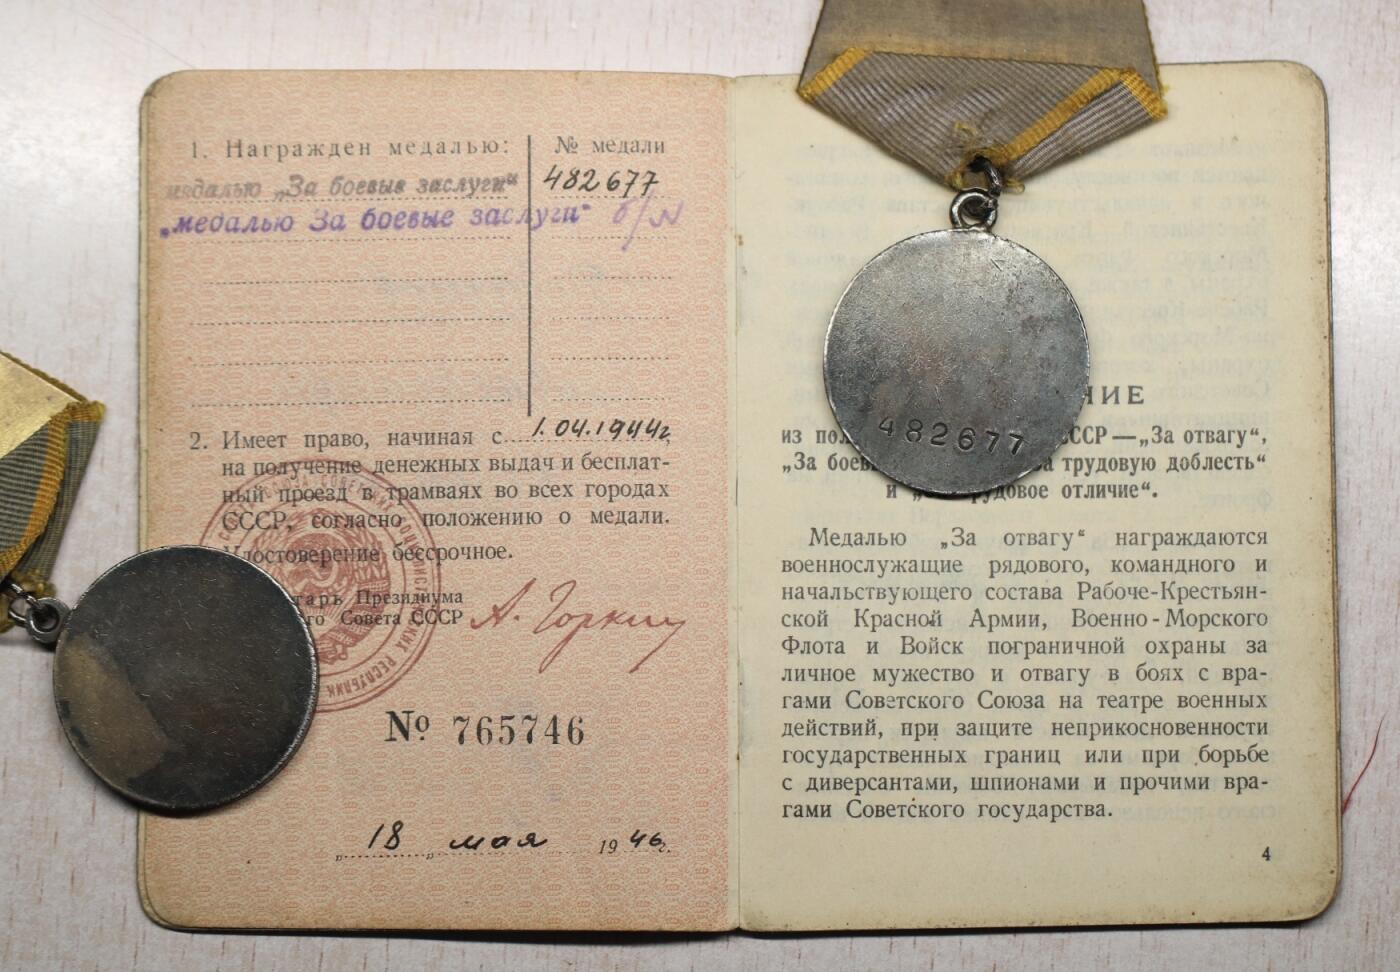 1. Награжден медалью:
№ медали
медалью „За боевые заслуги“
482677
„медалью За боевые заслуги“ б/N
2. Имеет право, начиная с 1.04.1944г.
на получение денежных выдач и бесплат-
ный проезд в трамваях во всех городах
СССР, согласно положению о медали.
Удостоверение бессрочное.
тарь Президиума
го Совета СССР А. Горкин
№ 765746
„18„ мая 1946г.
482677
НИЕ
из пол СССР—„За отвагу“,
„За боев За трудовую доблесть“
и „ рудовое отличие“.
Медалью „За отвагу“ награждаются
военнослужащие рядового, командного и
начальствующего состава Рабоче-Крестьян-
ской Красной Армии, Военно-Морского
Флота и Войск пограничной охраны за
личное мужество и отвагу в боях с вра-
гами Советского Союза на театре военных
действий, при защите неприкосновенности
государственных границ или при борьбе
с диверсантами, шпионами и прочими вра-
гами Советского государства.
4